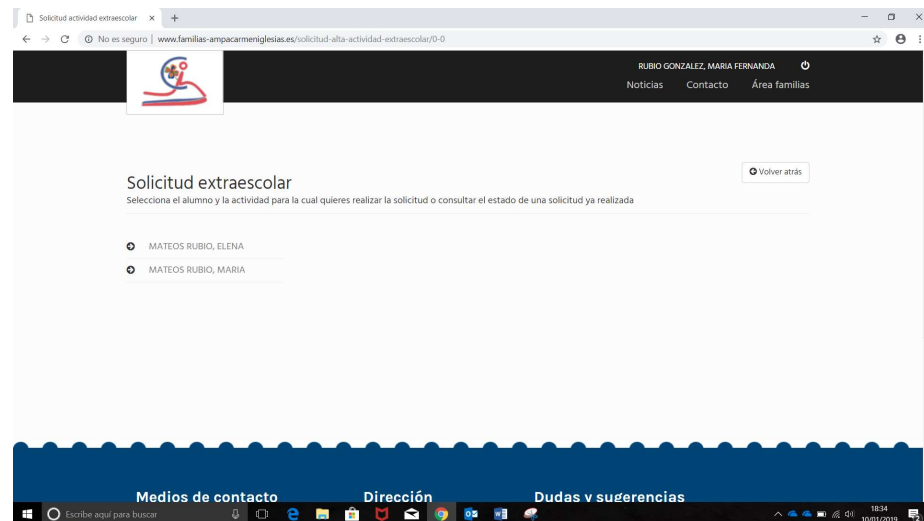 Solicitud actividad extraescolar
No es seguro | www.familias-ampacarmeniglesias.es/solicitud-alta-actividad-extraescolar/0-0
RUBIO GONZALEZ, MARIA FERNANDA
Noticias Contacto Área familias
Volver atrás
Solicitud extraescolar
Selecciona el alumno y la actividad para la cual quieres realizar la solicitud o consultar el estado de una solicitud ya realizada
MATEOS RUBIO, ELENA
MATEOS RUBIO, MARIA
Medios de contacto Dirección Dudas y sugerencias
Escribe aquí para buscar
18:34
10/01/2019